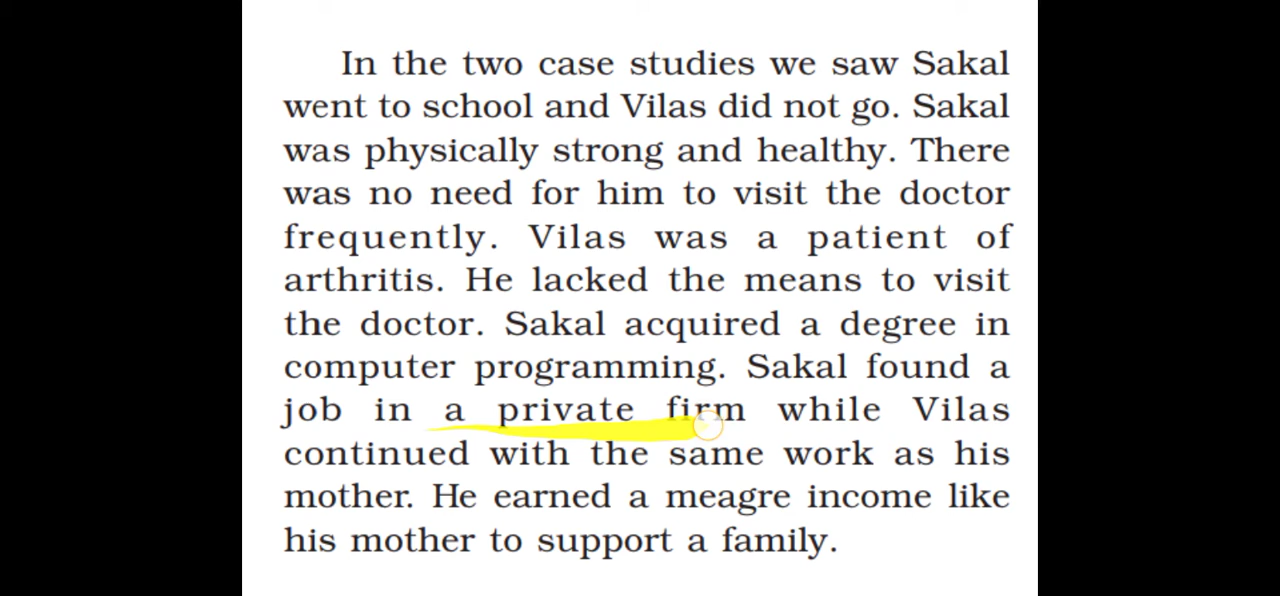 In the two case studies we saw Sakal
went to school and Vilas did not go. Sakal
was physically strong and healthy. There
was no need for him to visit the doctor
frequently. Vilas was a patient of
arthritis. He lacked the means to visit
the doctor. Sakal acquired a degree in
computer programming. Sakal found a
job in a private firm while Vilas
continued with the same work as his
mother. He earned a meagre income like
his mother to support a family.